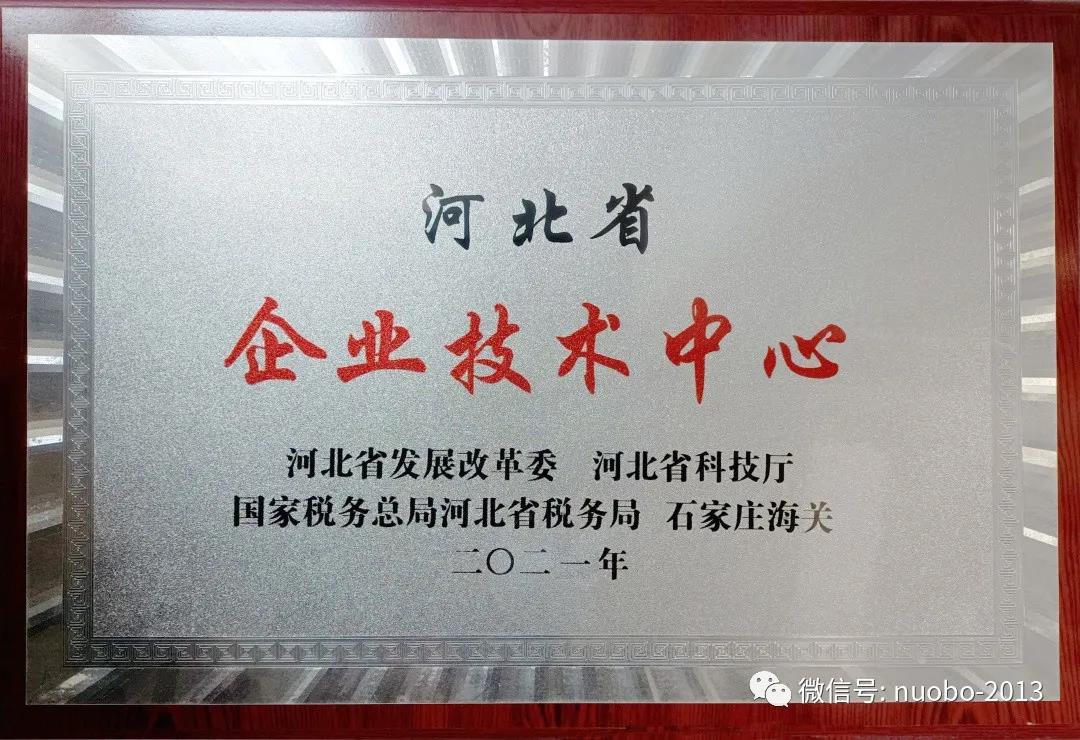 河北省
企业技术中心
河北省发展改革委 河北省科技厅
国家税务总局河北省税务局 石家庄海关
二〇二一年
微信号: nuobo-2013